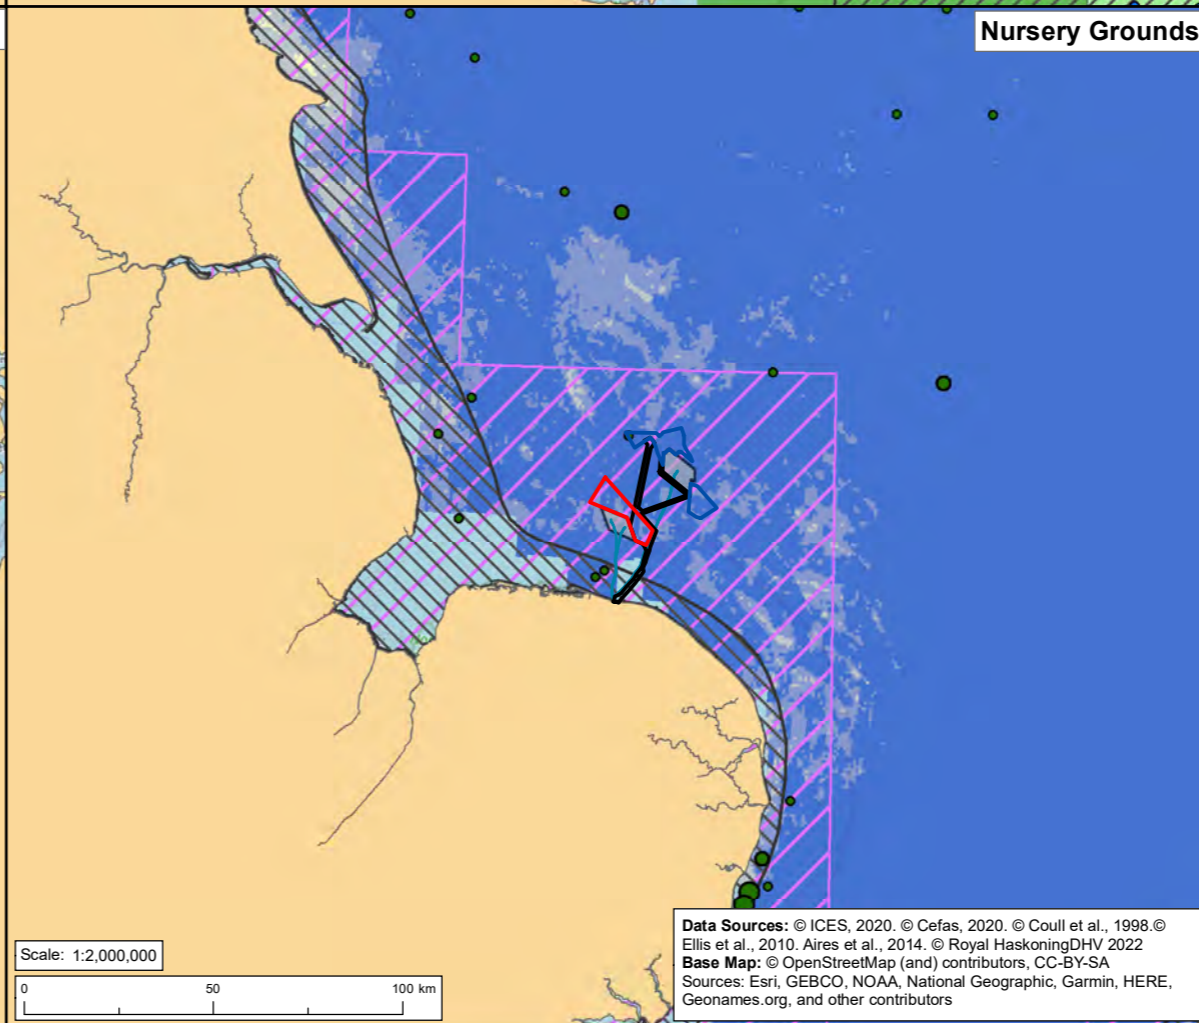 Nursery Grounds
Scale: 1:2,000,000
0 50 100 km
Data Sources: © ICES, 2020. © Cefas, 2020. © Coull et al., 1998.©
Ellis et al., 2010. Aires et al., 2014. © Royal HaskoningDHV 2022
Base Map: © OpenStreetMap (and) contributors, CC-BY-SA
Sources: Esri, GEBCO, NOAA, National Geographic, Garmin, HERE,
Geonames.org, and other contributors